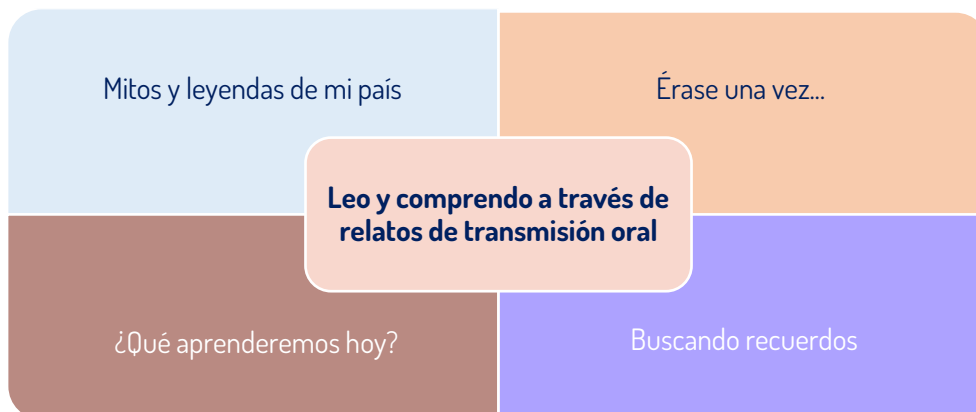 Mitos y leyendas de mi país
Érase una vez...
Leo y comprendo a través de
relatos de transmisión oral
¿Qué aprenderemos hoy?
Buscando recuerdos